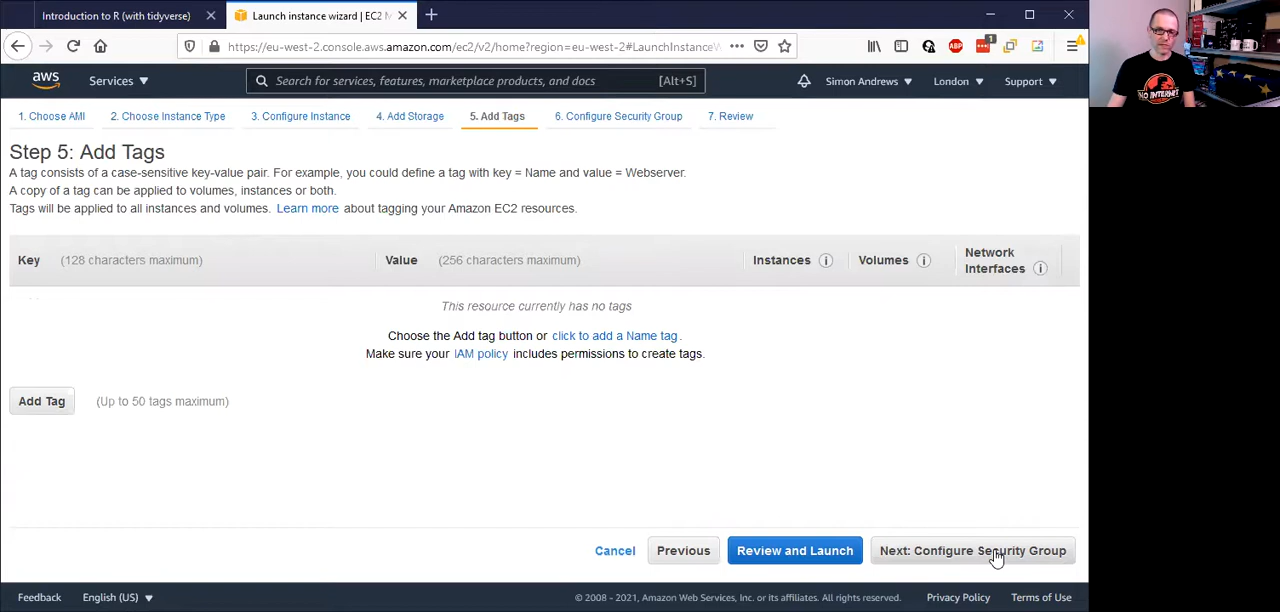 Introduction to R (with tidyverse)
Launch instance wizard | EC2 M
https://eu-west-2.console.aws.amazon.com/ec2/v2/home?region=eu-west-2#LaunchInstanceW
ABP
1
aws
Services
Search for services, features, marketplace products, and docs
[Alt+S]
Simon Andrews
London
Support
1. Choose AMI
2. Choose Instance Type
3. Configure Instance
4. Add Storage
5. Add Tags
6. Configure Security Group
7. Review
Step 5: Add Tags
A tag consists of a case-sensitive key-value pair. For example, you could define a tag with key = Name and value = Webserver.
A copy of a tag can be applied to volumes, instances or both.
Tags will be applied to all instances and volumes. Learn more about tagging your Amazon EC2 resources.
Key (128 characters maximum)
Value (256 characters maximum)
Instances
Volumes
Network
Interfaces
This resource currently has no tags
Choose the Add tag button or click to add a Name tag.
Make sure your IAM policy includes permissions to create tags.
Add Tag
(Up to 50 tags maximum)
Cancel
Previous
Review and Launch
Next: Configure Security Group
Feedback
English (US)
© 2008 - 2021, Amazon Web Services, Inc. or its affiliates. All rights reserved.
Privacy Policy
Terms of Use
NO INTERNET